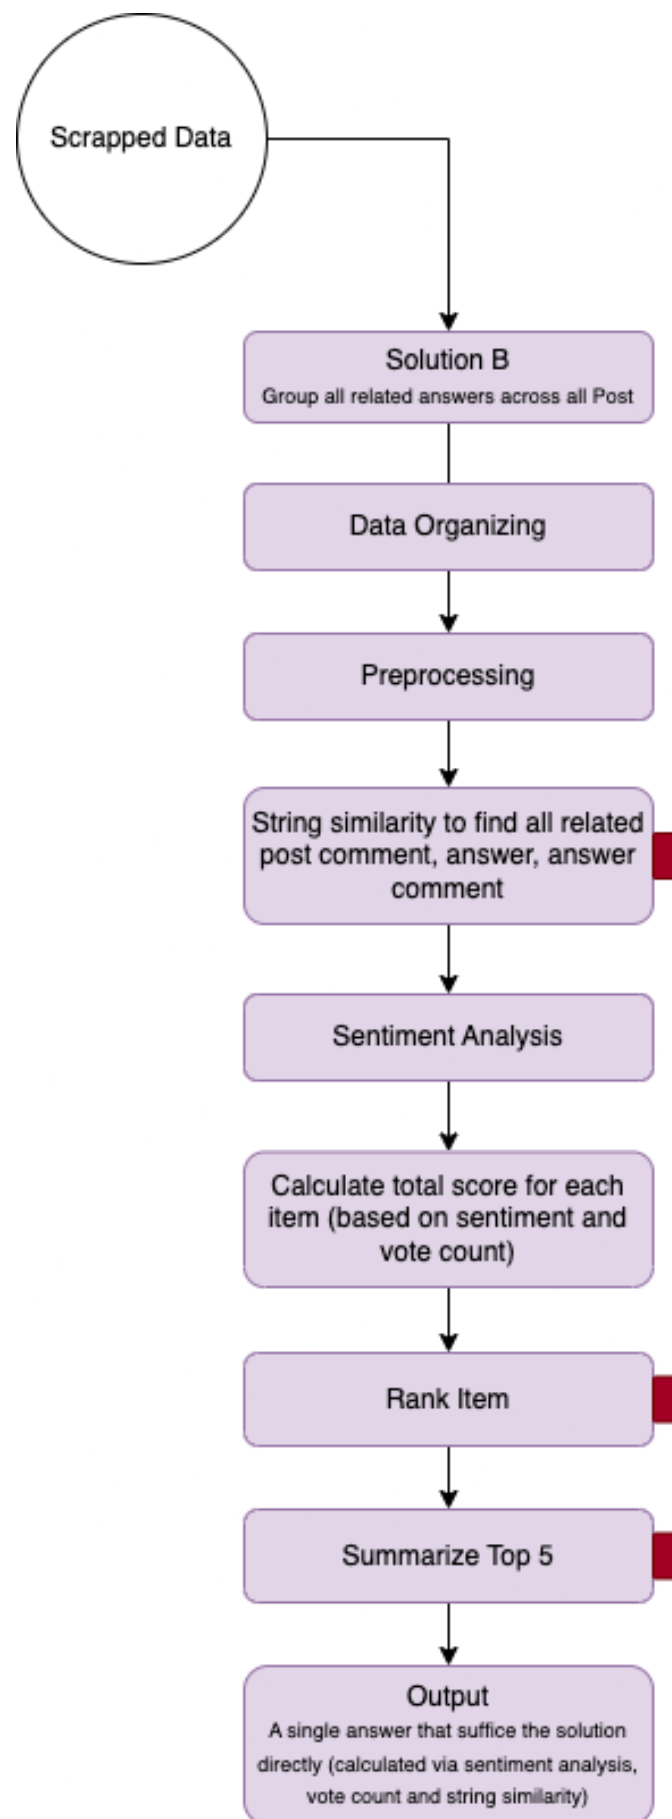 Scrapped Data
Solution B
Group all related answers across all Post
Data Organizing
Preprocessing
String similarity to find all related
post comment, answer, answer
comment
Sentiment Analysis
Calculate total score for each
item (based on sentiment and
vote count)
Rank Item
Summarize Top 5
Output
A single answer that suffice the solution
directly (calculated via sentiment analysis,
vote count and string similarity)